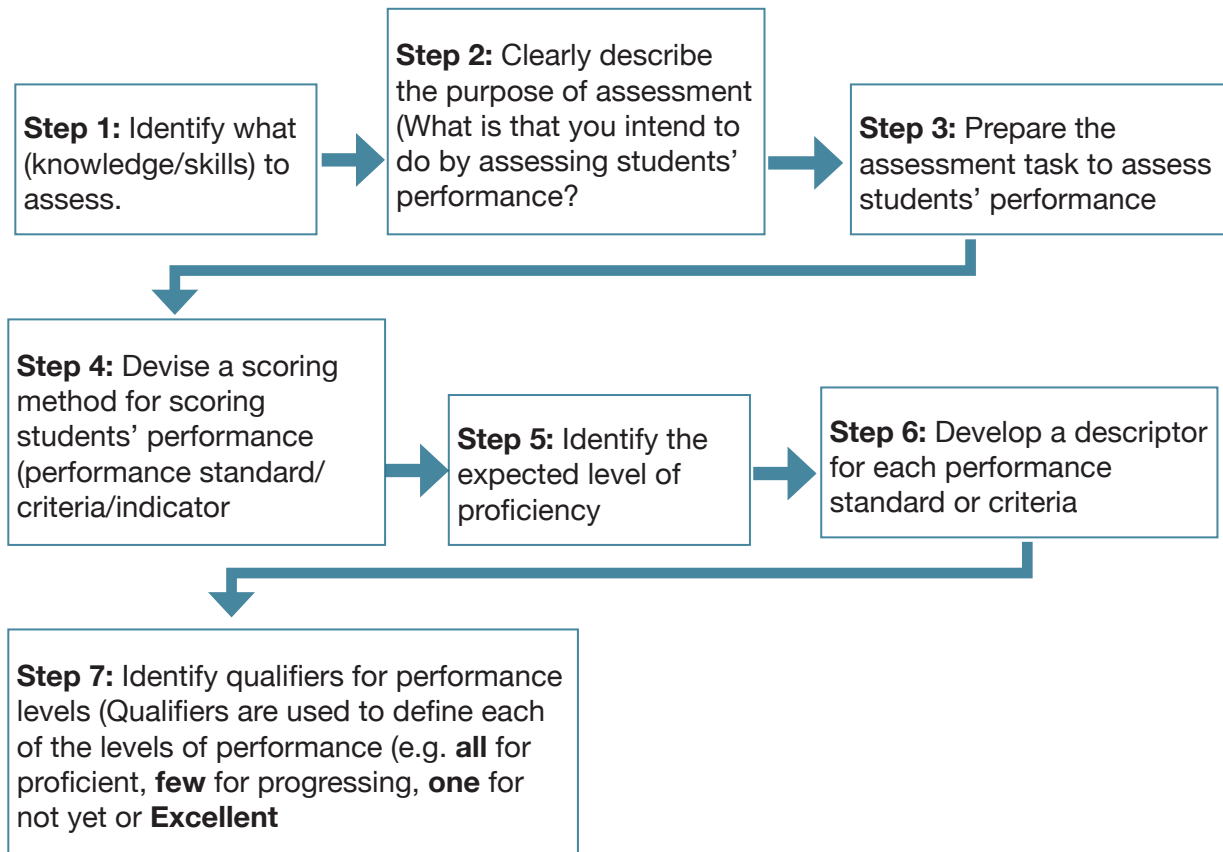 Step 1: Identify what
(knowledge/skills) to
assess.
Step 2: Clearly describe
the purpose of assessment
(What is that you intend to
do by assessing students’
performance?
Step 3: Prepare the
assessment task to assess
students’ performance
Step 4: Devise a scoring
method for scoring
students’ performance
(performance standard/
criteria/indicator
Step 5: Identify the
expected level of
proficiency
Step 6: Develop a descriptor
for each performance
standard or criteria
Step 7: Identify qualifiers for performance
levels (Qualifiers are used to define each
of the levels of performance (e.g. all for
proficient, few for progressing, one for
not yet or Excellent